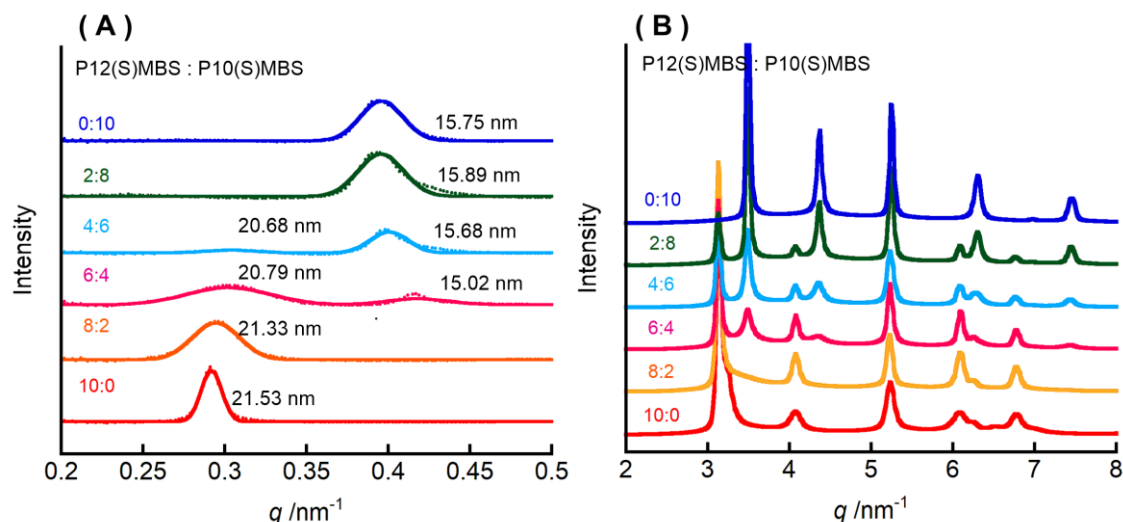 ( A )
P12(S)MBS : P10(S)MBS
0:10
15.75 nm
2:8
15.89 nm
4:6
20.68 nm
15.68 nm
6:4
20.79 nm
15.02 nm
8:2
21.33 nm
10:0
21.53 nm
Intensity
0.2 0.25 0.3 0.35 0.4 0.45 0.5
q /nm-1
( B )
P12(S)MBS : P10(S)MBS
0:10
2:8
4:6
6:4
8:2
10:0
Intensity
2 3 4 5 6 7 8
q /nm-1